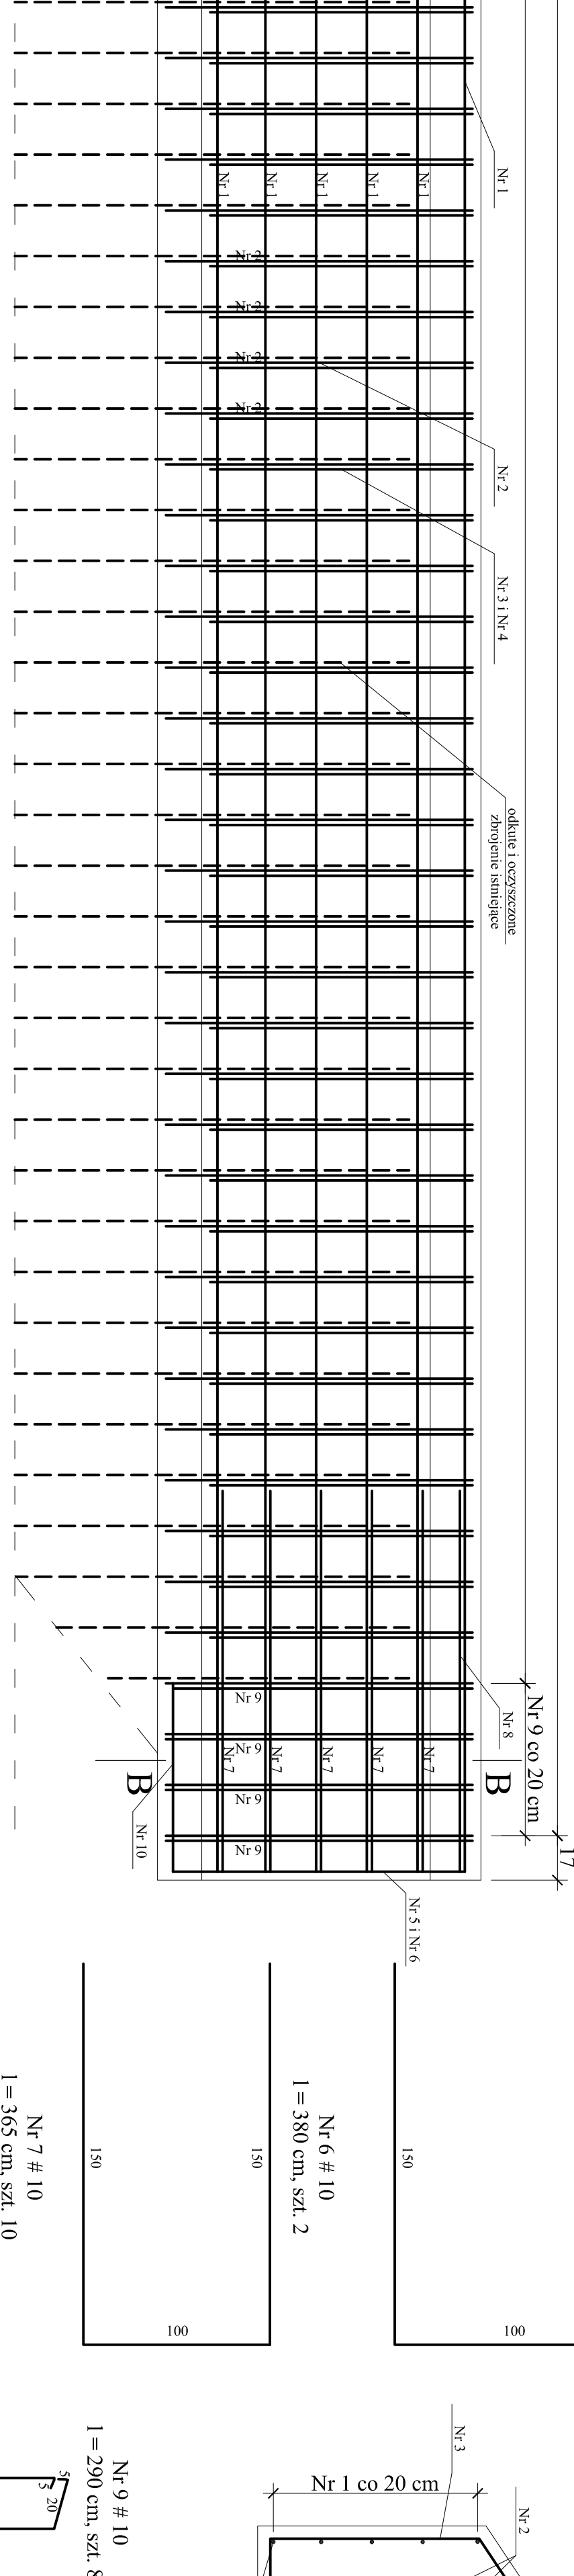 Nr 1
Nr 1
Nr 1
Nr 1
Nr 1
Nr 1
Nr 2
Nr 2
Nr 2
Nr 2
Nr 2
Nr 3 i Nr 4
odkute i oczyszczone
zbrojenie istniejące
Nr 9
Nr 8
Nr 9 co 20 cm
17
Nr 7
Nr 7
Nr 7
Nr 7
Nr 7
Nr 9
B
B
Nr 9
Nr 10
Nr 9
Nr 5 i Nr 6
Nr 6 # 10
l = 380 cm, szt. 2
150
150
150
100
100
Nr 7 # 10
l = 365 cm, szt. 10
Nr 3
Nr 1 co 20 cm
Nr 2
Nr 9 # 10
l = 290 cm, szt. 8
5
5
20